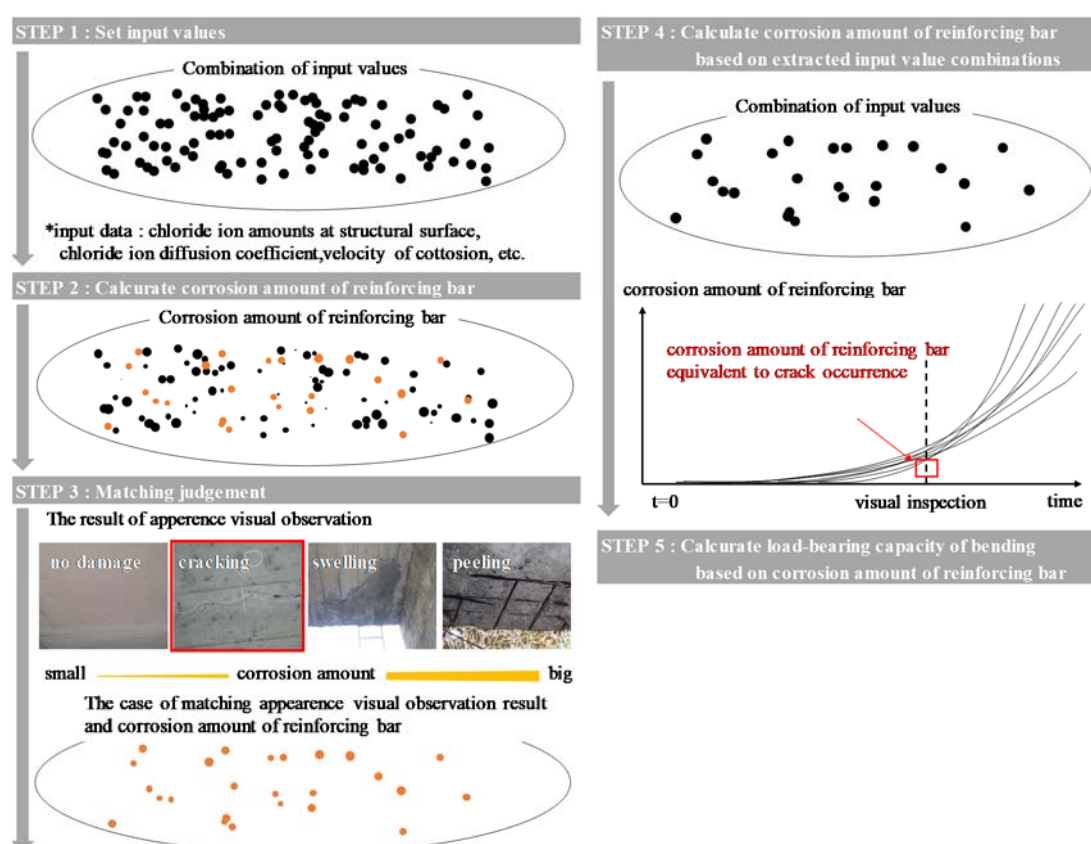 STEP 1 : Set input values
Combination of input values
*input data : chloride ion amounts at structural surface,
chloride ion diffusion coefficient,velocity of cottosion, etc.
STEP 2 : Calcurate corrosion amount of reinforcing bar
Corrosion amount of reinforcing bar
STEP 3 : Matching judgement
The result of apperence visual observation
no damage
cracking
swelling
peeling
small
corrosion amount
big
The case of matching appearence visual observation result
and corrosion amount of reinforcing bar
STEP 4 : Calculate corrosion amount of reinforcing bar
based on extracted input value combinations
Combination of input values
corrosion amount of reinforcing bar
corrosion amount of reinforcing bar
equivalent to crack occurrence
t=0
visual inspection
time
STEP 5 : Calcurate load-bearing capacity of bending
based on corrosion amount of reinforcing bar